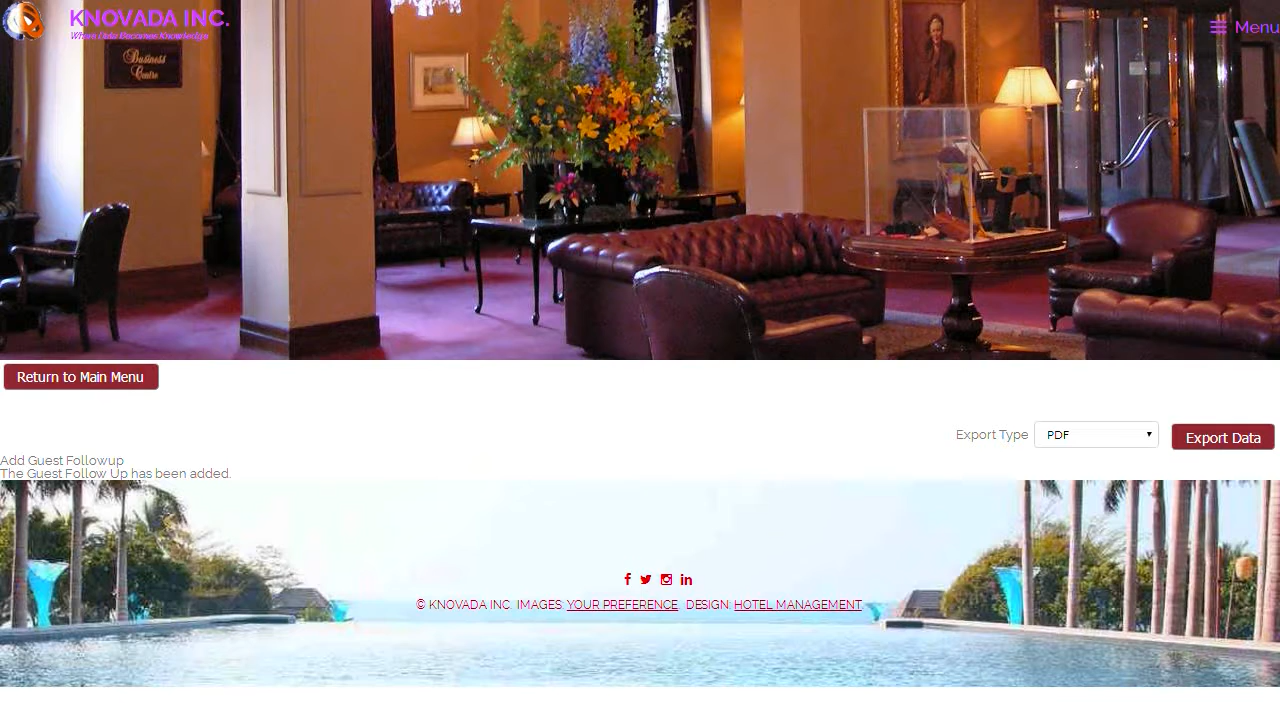 KNOVADA INC.
Where Data Becomes Knowledge
Menu
Business
Centre
Return to Main Menu
Export Type PDF Export Data
Add Guest Followup
The Guest Follow Up has been added.
© KNOVADA INC. IMAGES: YOUR PREFERENCE. DESIGN: HOTEL MANAGEMENT.